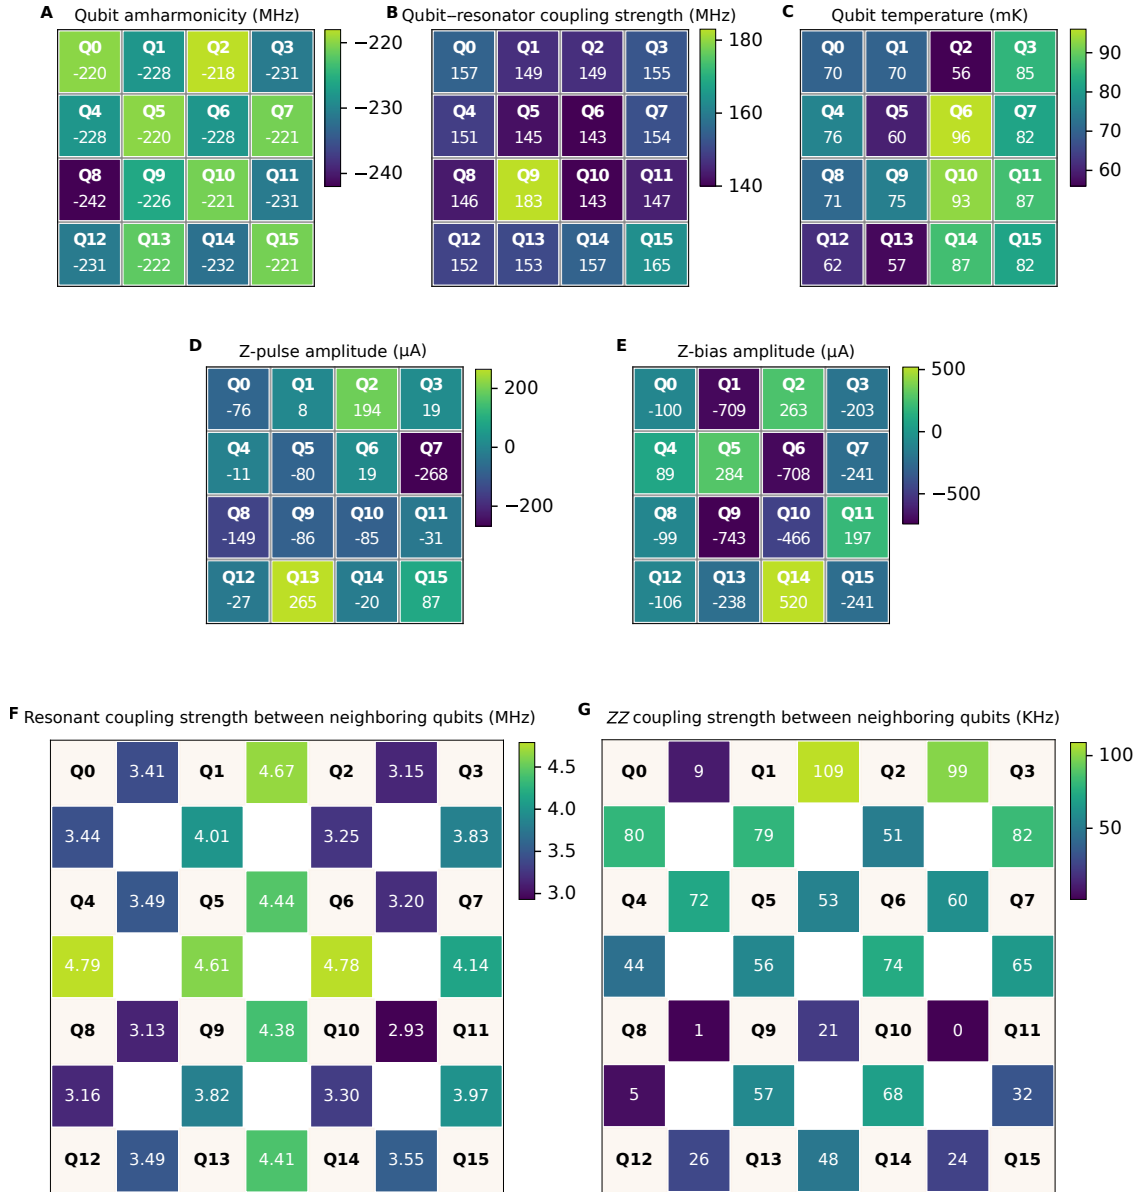 A Qubit amharmonicity (MHz)
Q0 Q1 Q2 Q3
-220 -228 -218 -231
Q4 Q5 Q6 Q7
-228 -220 -228 -221
Q8 Q9 Q10 Q11
-242 -226 -221 -231
Q12 Q13 Q14 Q15
-231 -222 -232 -221
−220
−230
−240
B Qubit−resonator coupling strength (MHz)
Q0 Q1 Q2 Q3
157 149 149 155
Q4 Q5 Q6 Q7
151 145 143 154
Q8 Q9 Q10 Q11
146 183 143 147
Q12 Q13 Q14 Q15
152 153 157 165
180
160
140
C Qubit temperature (mK)
Q0 Q1 Q2 Q3
70 70 56 85
Q4 Q5 Q6 Q7
76 60 96 82
Q8 Q9 Q10 Q11
71 75 93 87
Q12 Q13 Q14 Q15
62 57 87 82
90
80
70
60
D Z-pulse amplitude (μA)
Q0 Q1 Q2 Q3
-76 8 194 19
Q4 Q5 Q6 Q7
-11 -80 19 -268
Q8 Q9 Q10 Q11
-149 -86 -85 -31
Q12 Q13 Q14 Q15
-27 265 -20 87
200
0
−200
E Z-bias amplitude (μA)
Q0 Q1 Q2 Q3
-100 -709 263 -203
Q4 Q5 Q6 Q7
89 284 -708 -241
Q8 Q9 Q10 Q11
-99 -743 -466 197
Q12 Q13 Q14 Q15
-106 -238 520 -241
500
0
−500
F Resonant coupling strength between neighboring qubits (MHz)
Q0 3.41 Q1 4.67 Q2 3.15 Q3
3.44 4.01 3.25 3.83
Q4 3.49 Q5 4.44 Q6 3.20 Q7
4.79 4.61 4.78 4.14
Q8 3.13 Q9 4.38 Q10 2.93 Q11
3.16 3.82 3.30 3.97
Q12 3.49 Q13 4.41 Q14 3.55 Q15
4.5
4.0
3.5
3.0
G ZZ coupling strength between neighboring qubits (KHz)
Q0 9 Q1 109 Q2 99 Q3
80 79 51 82
Q4 72 Q5 53 Q6 60 Q7
44 56 74 65
Q8 1 Q9 21 Q10 0 Q11
5 57 68 32
Q12 26 Q13 48 Q14 24 Q15
100
50